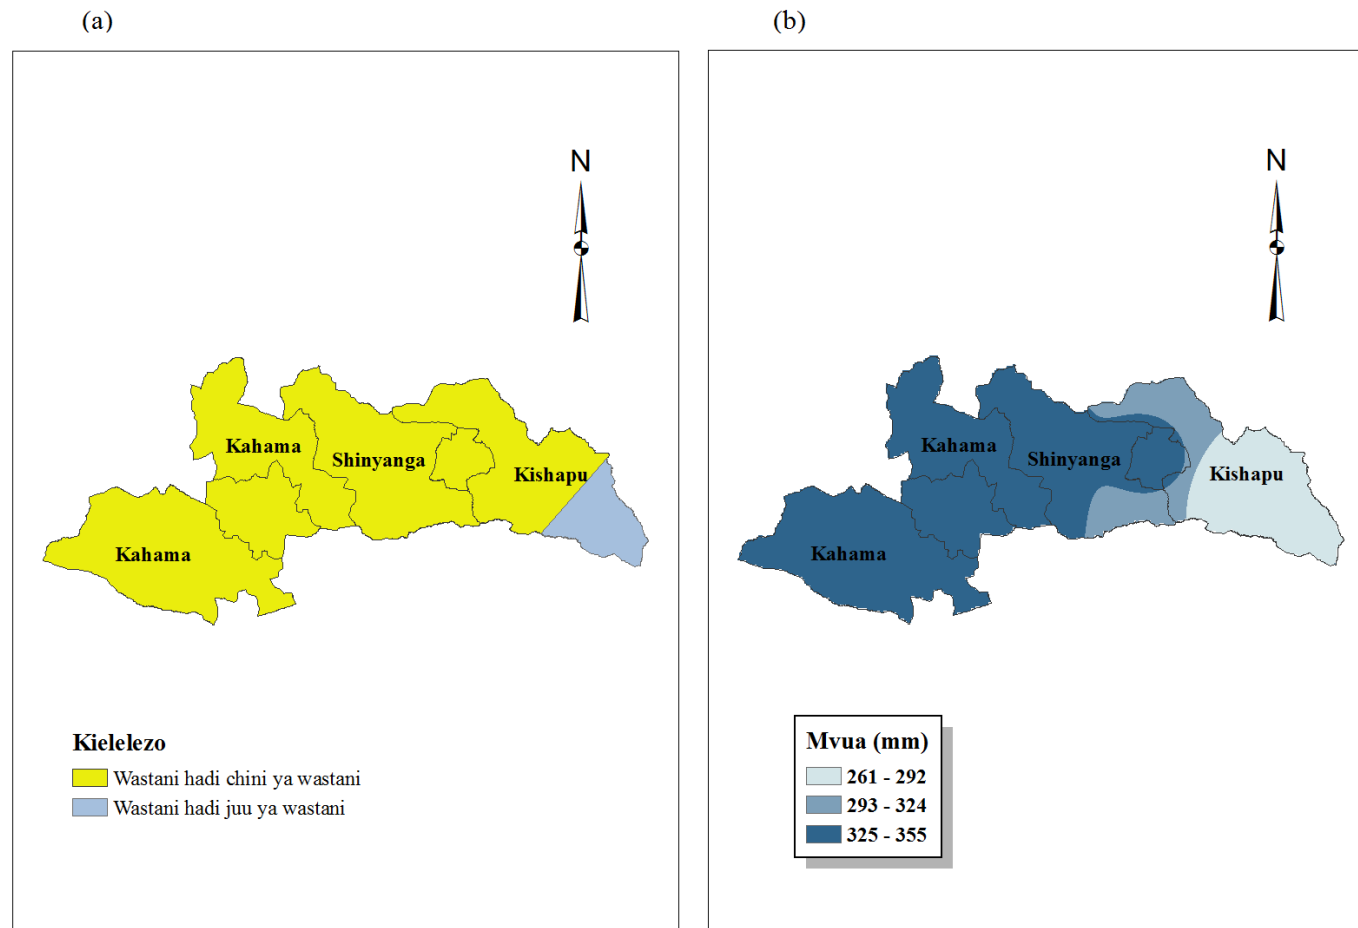 (a)
N
Kahama
Shinyanga
Kishapu
Kahama
Kielelezo
Wastani hadi chini ya wastani
Wastani hadi juu ya wastani
(b)
N
Kahama
Shinyanga
Kishapu
Kahama
Mvua (mm)
261 - 292
293 - 324
325 - 355